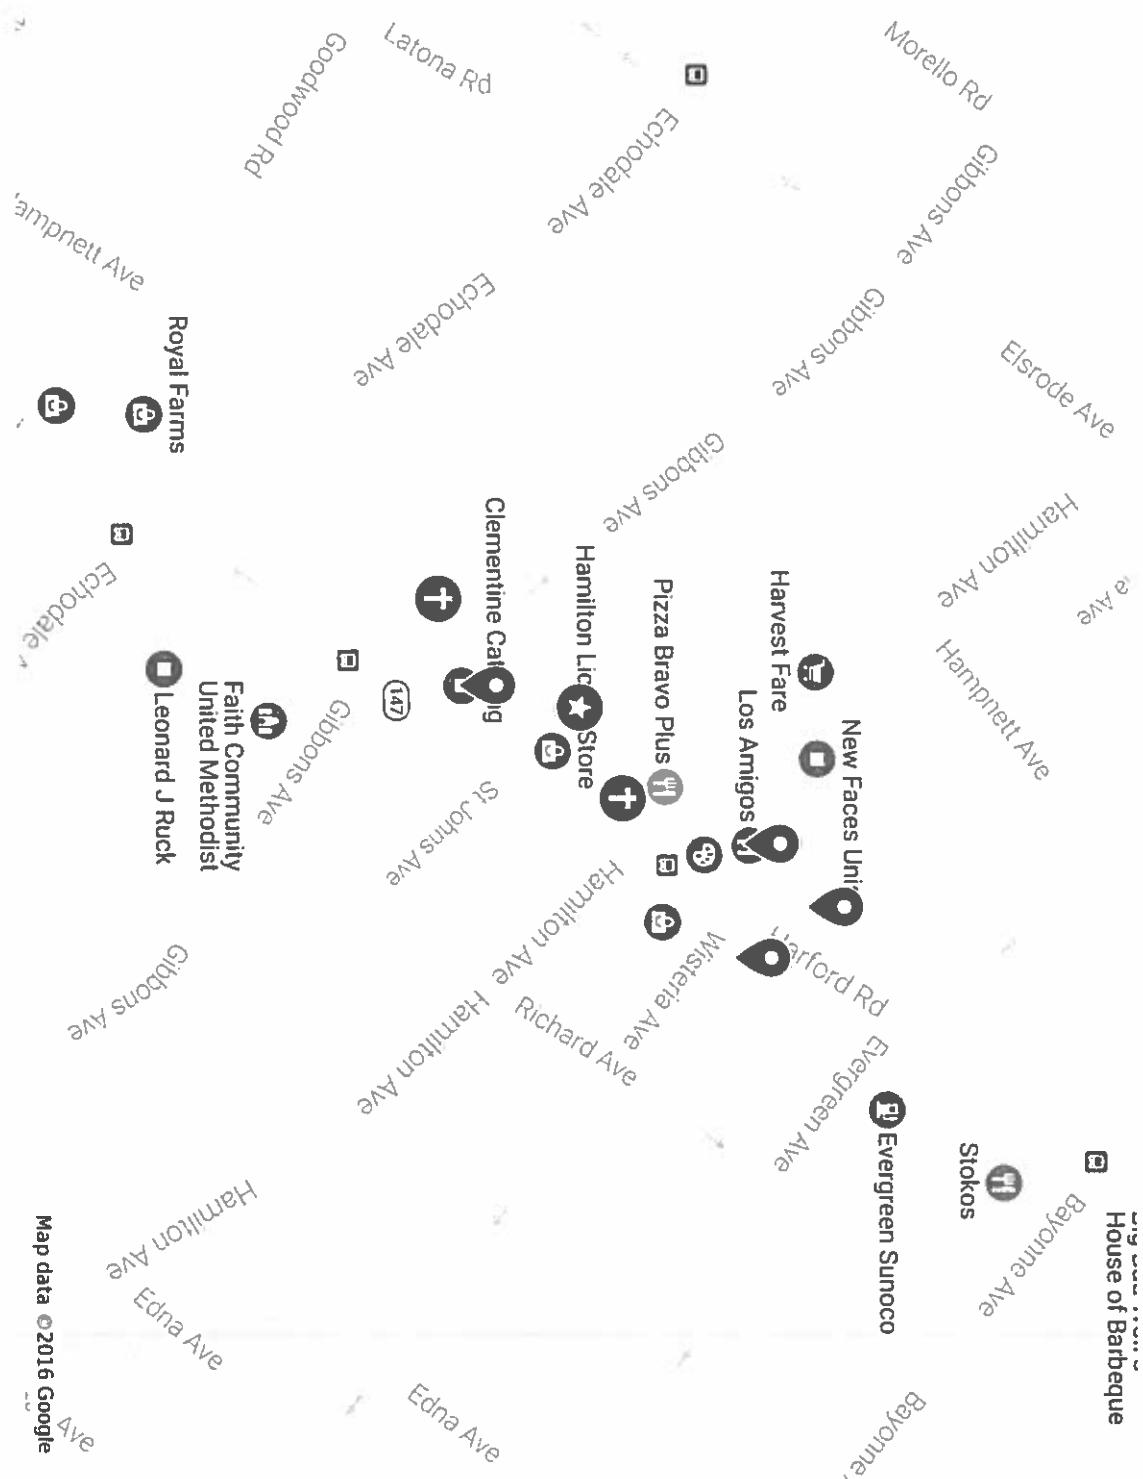 House of Barbeque
Ave
Elsrode Ave
Bayonne Ave
Hamilton Ave
Hampnett Ave
Stokos
Gibbons Ave
Morello Rd
Evergreen Sunoco
Bayonne
New Faces Uni
arford Rd
Evergreen Ave
Gibbons Ave
Harvest Fare
Los Amigos
Wisteria Ave
Gibbons Ave
Pizza Bravo Plus
Echodale Ave
Hamilton Lic Store
Richard Ave
Hamilton Ave
Clementine Cat
Edna Ave
St Johns Ave
Latona Rd
Echodale Ave
Hamilton Ave
147
Gibbons Ave
Goodwood Rd
Faith Community
United Methodist
Hamilton Ave
Edna Ave
Royal Farms
Leonard J Ruck
Gibbons Ave
ampnett Ave
Echodale
Ave
Map data ©2016 Google